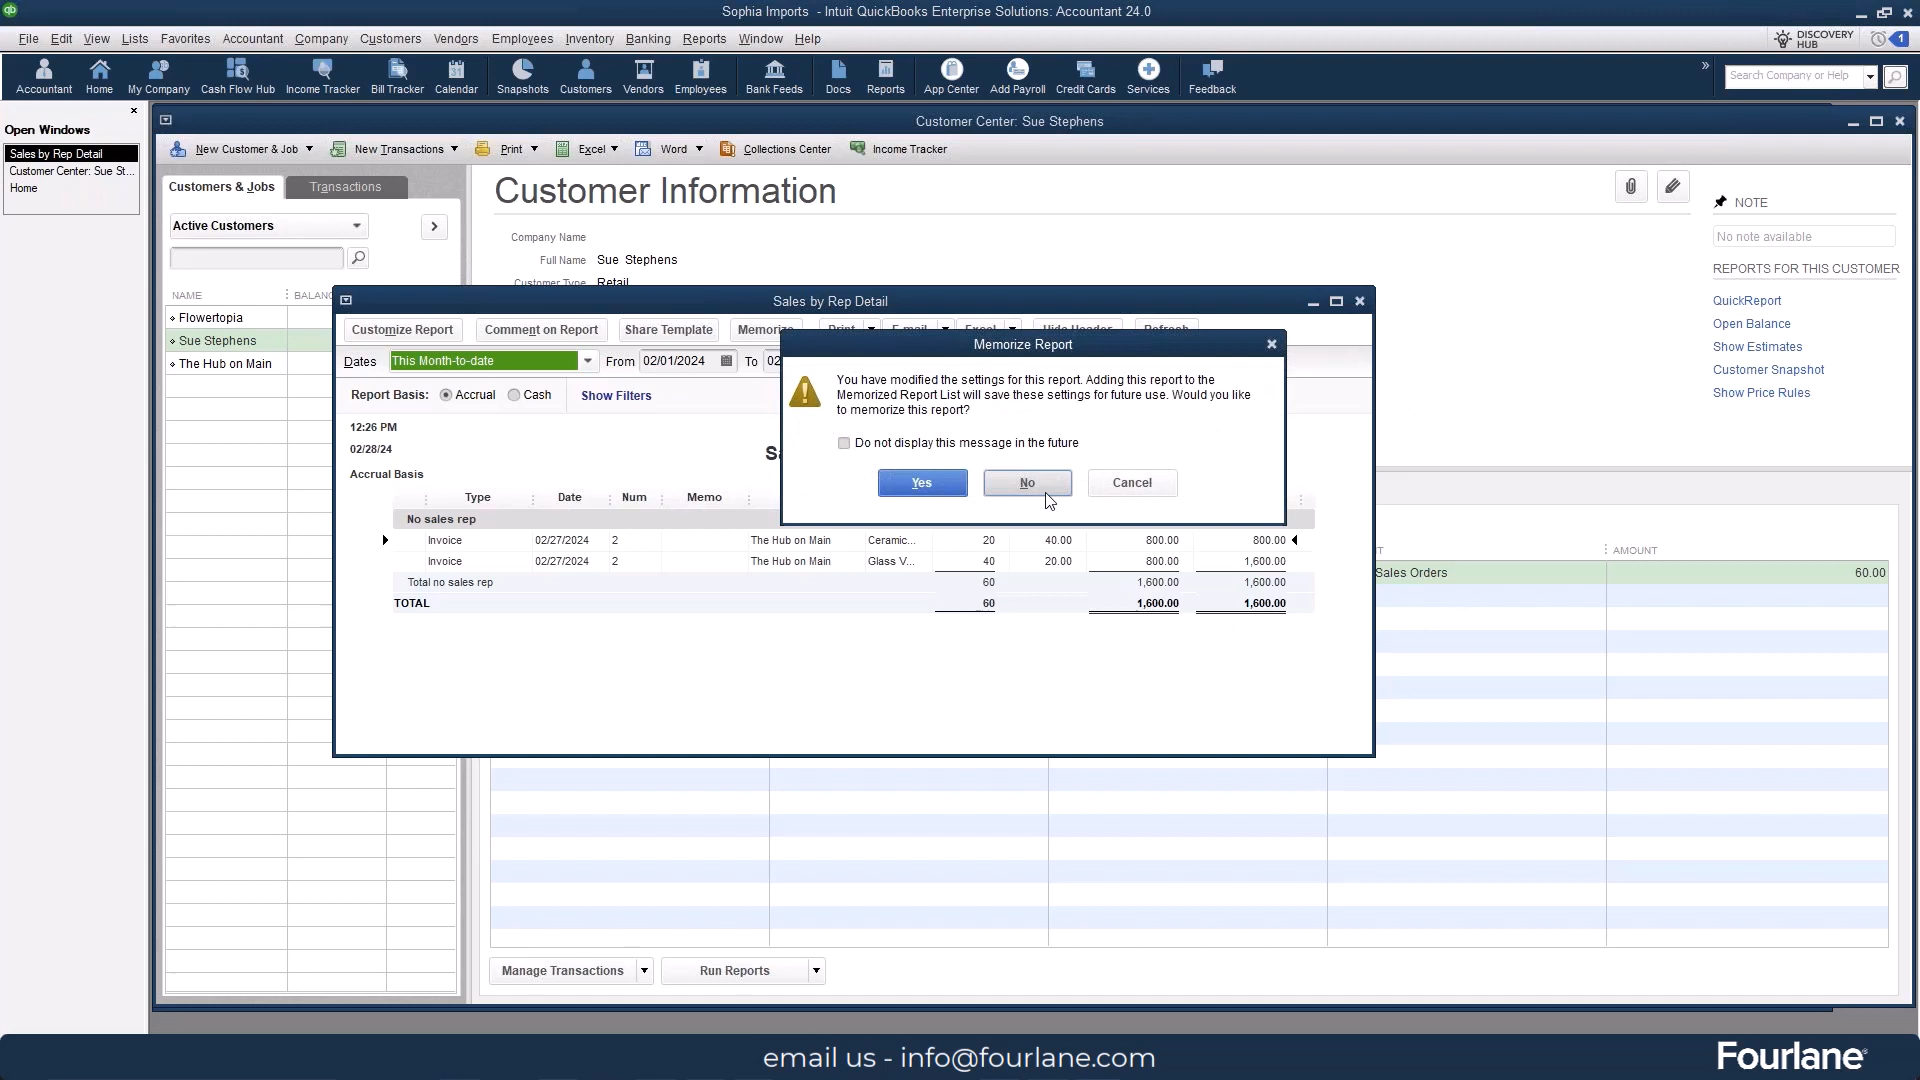 Sophia Imports - Intuit QuickBooks Enterprise Solutions: Accountant 24.0
File Edit View Lists Favorites Accountant Company Customers Vendors Employees Inventory Banking Reports Window Help
DISCOVERY HUB 1
Accountant Home My Company Cash Flow Hub Income Tracker Bill Tracker Calendar Snapshots Customers Vendors Employees Bank Feeds Docs Reports App Center Add Payroll Credit Cards Services Feedback
Search Company or Help
Open Windows
Sales by Rep Detail
Customer Center: Sue St...
Home
Customer Center: Sue Stephens
New Customer & Job New Transactions Print Excel Word Collections Center Income Tracker
Customers & Jobs Transactions
Active Customers
NAME BALANC
Flowertopia
Sue Stephens
The Hub on Main
Customer Information
Company Name
Full Name Sue Stephens
Customer Type Retail
NOTE
No note available
REPORTS FOR THIS CUSTOMER
QuickReport
Open Balance
Show Estimates
Customer Snapshot
Show Price Rules
Sales by Rep Detail
Customize Report Comment on Report Share Template Memorize Print E-mail Excel Hide Header Refresh
Dates This Month-to-date From 02/01/2024 To 02
Report Basis: Accrual Cash Show Filters
12:26 PM
02/28/24
Accrual Basis
Sa
Type Date Num Memo
No sales rep
Invoice 02/27/2024 2 The Hub on Main Ceramic... 20 40.00 800.00 800.00
Invoice 02/27/2024 2 The Hub on Main Glass V... 40 20.00 800.00 1,600.00
Total no sales rep 60 1,600.00 1,600.00
TOTAL 60 1,600.00 1,600.00
Memorize Report
You have modified the settings for this report. Adding this report to the
Memorized Report List will save these settings for future use. Would you like
to memorize this report?
Do not display this message in the future
Yes No Cancel
T AMOUNT
Sales Orders 60.00
Manage Transactions Run Reports
email us - info@fourlane.com
Fourlane